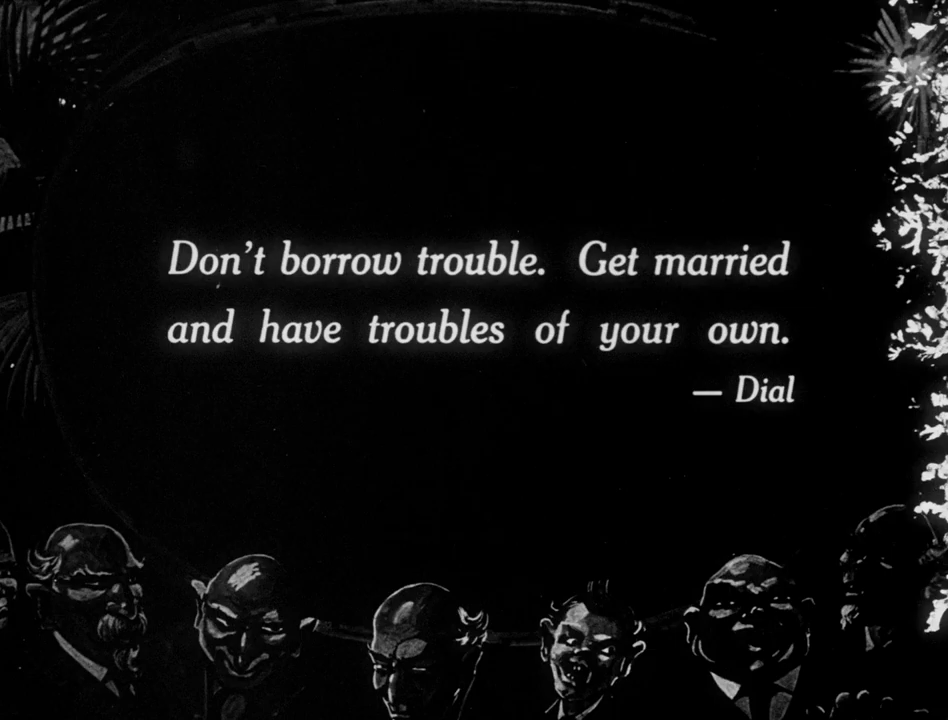 Don't borrow trouble. Get married
and have troubles of your own.
— Dial